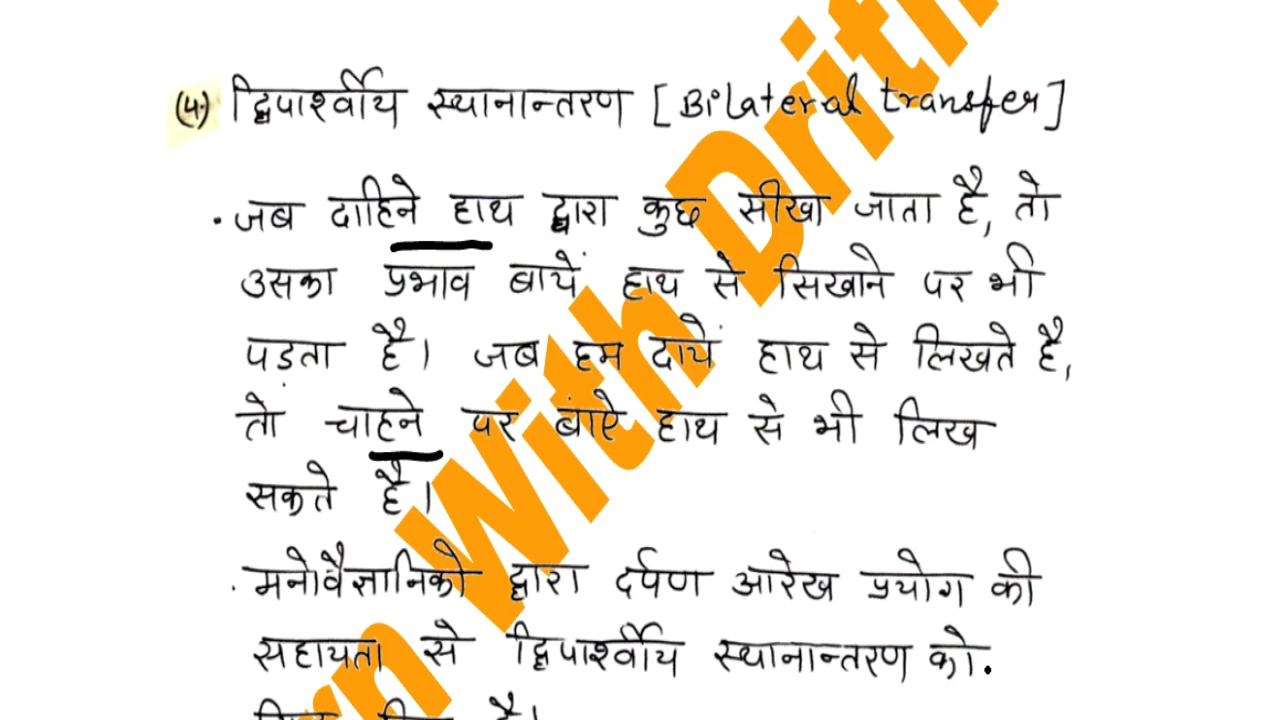 (4.) द्विपार्श्वीय स्थानान्तरण [Bilateral transfer]
• जब दाहिने हाथ द्वारा कुछ सीखा जाता है, तो
उसका प्रभाव बायें हाथ से सिखाने पर भी
पड़ता है। जब हम दायें हाथ से लिखते है,
तो चाहने पर बांऐ हाथ से भी लिख
सकते है।
• मनोवैज्ञानिको द्वारा दर्पण आरेख प्रयोग की
सहायता से द्विपार्श्वीय स्थानान्तरण को.
है।
With